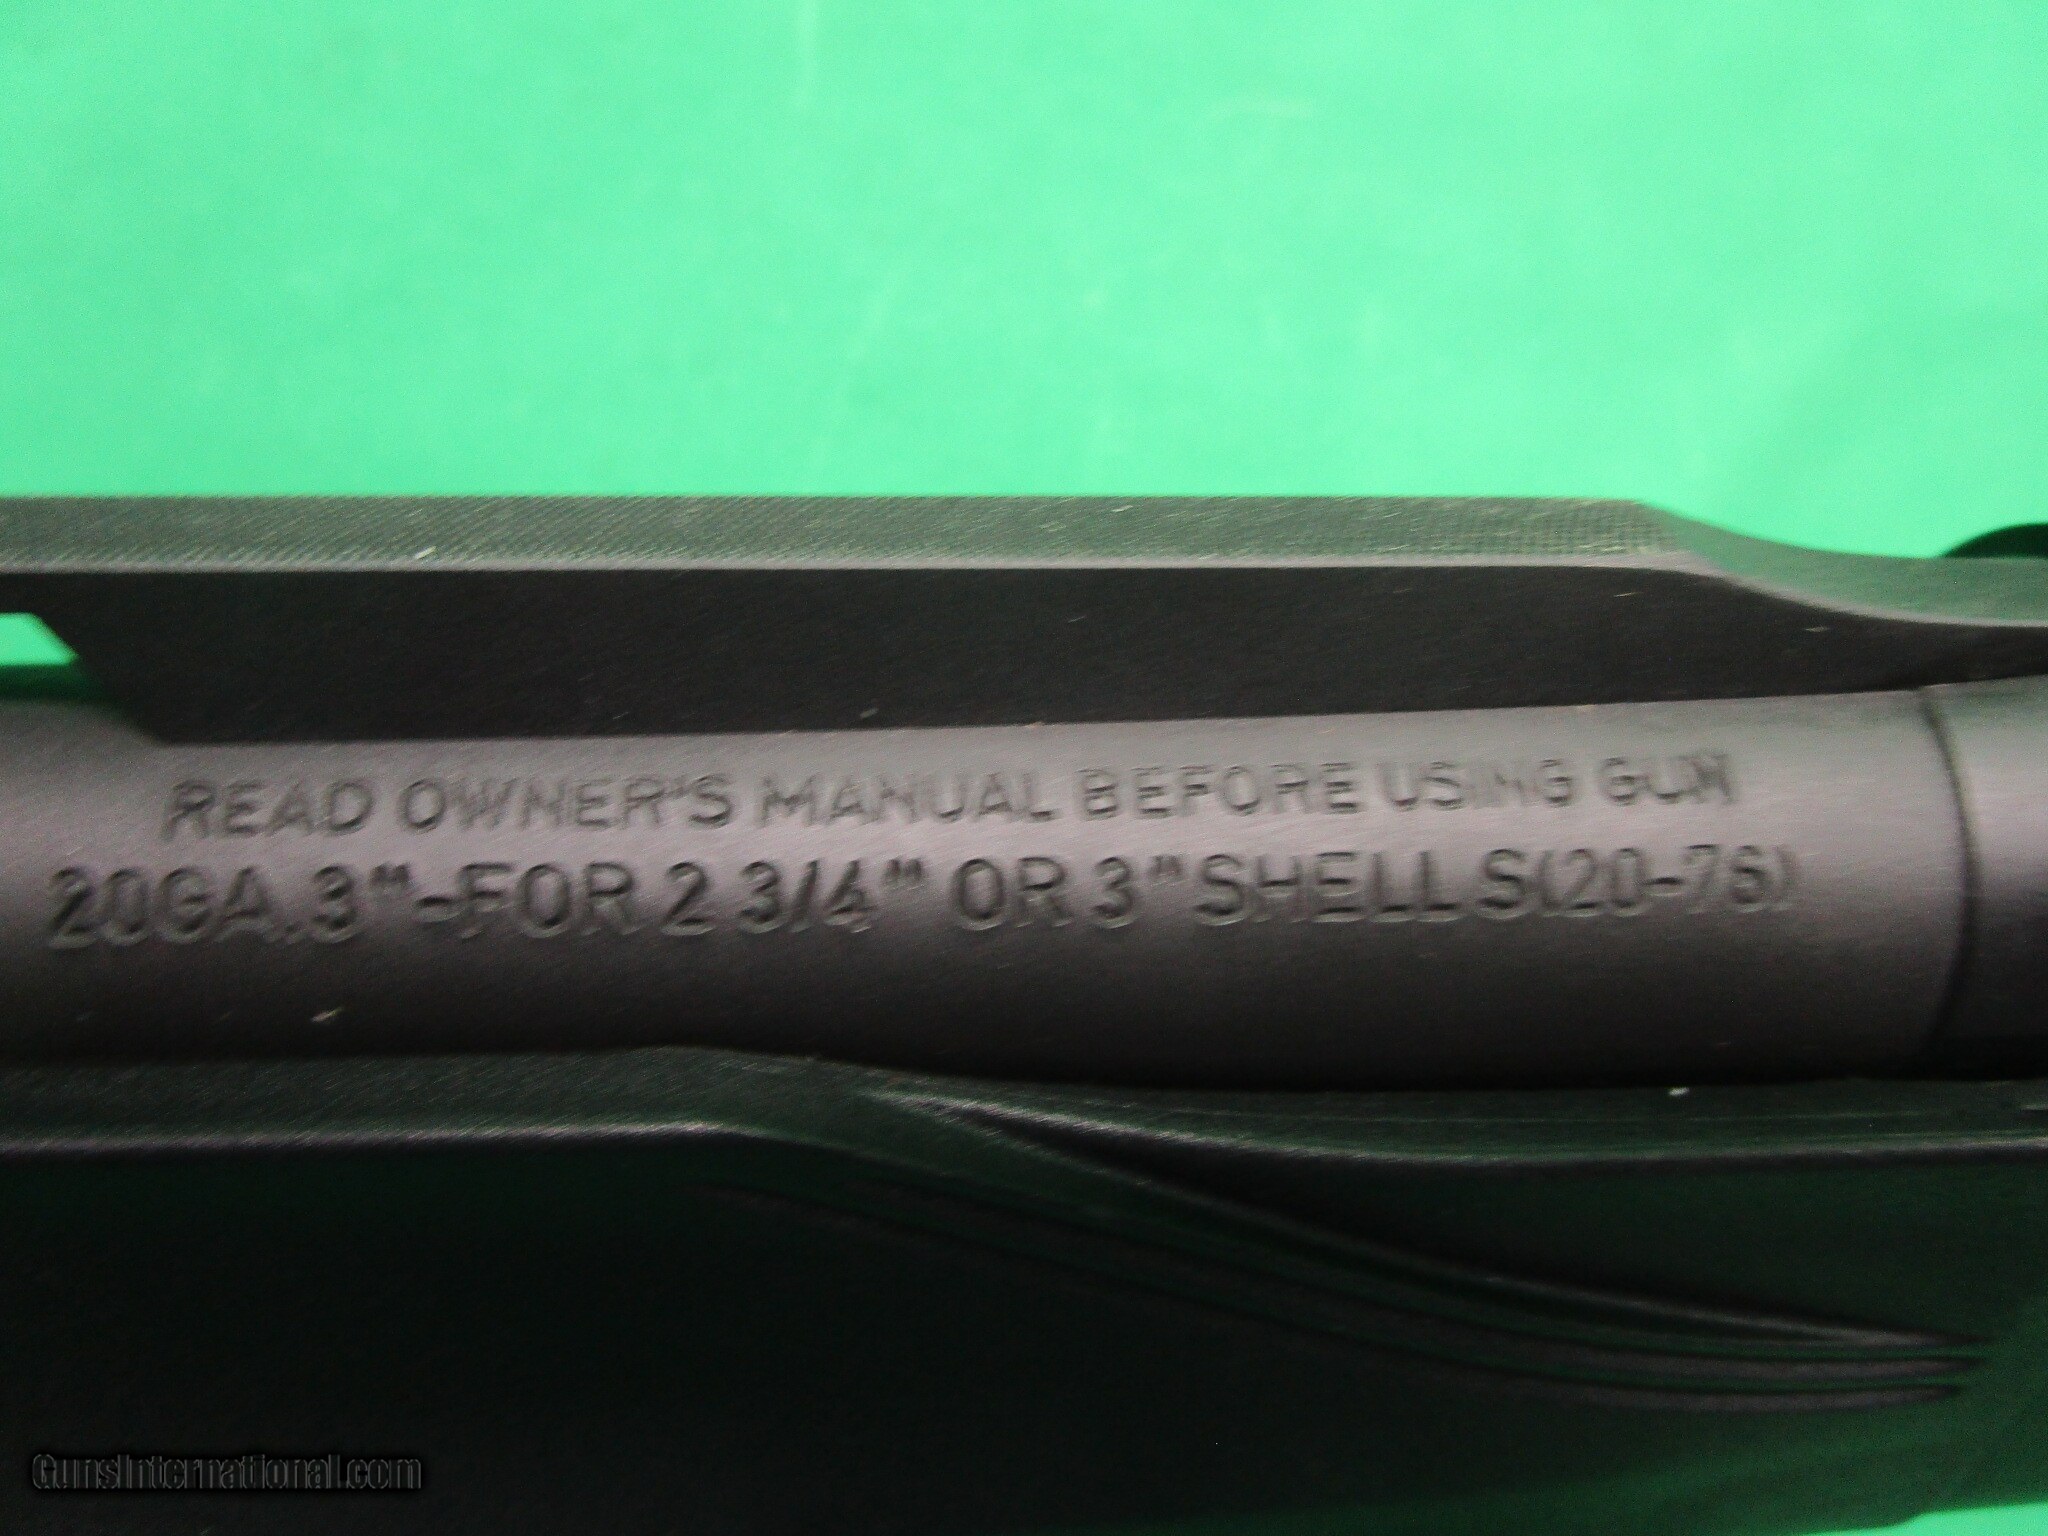 READ OWNER'S MANUAL BEFORE USING GUN
20GA.3"-FOR 2 3/4" OR 3" SHELLS(20-76)
GunsInternational.com